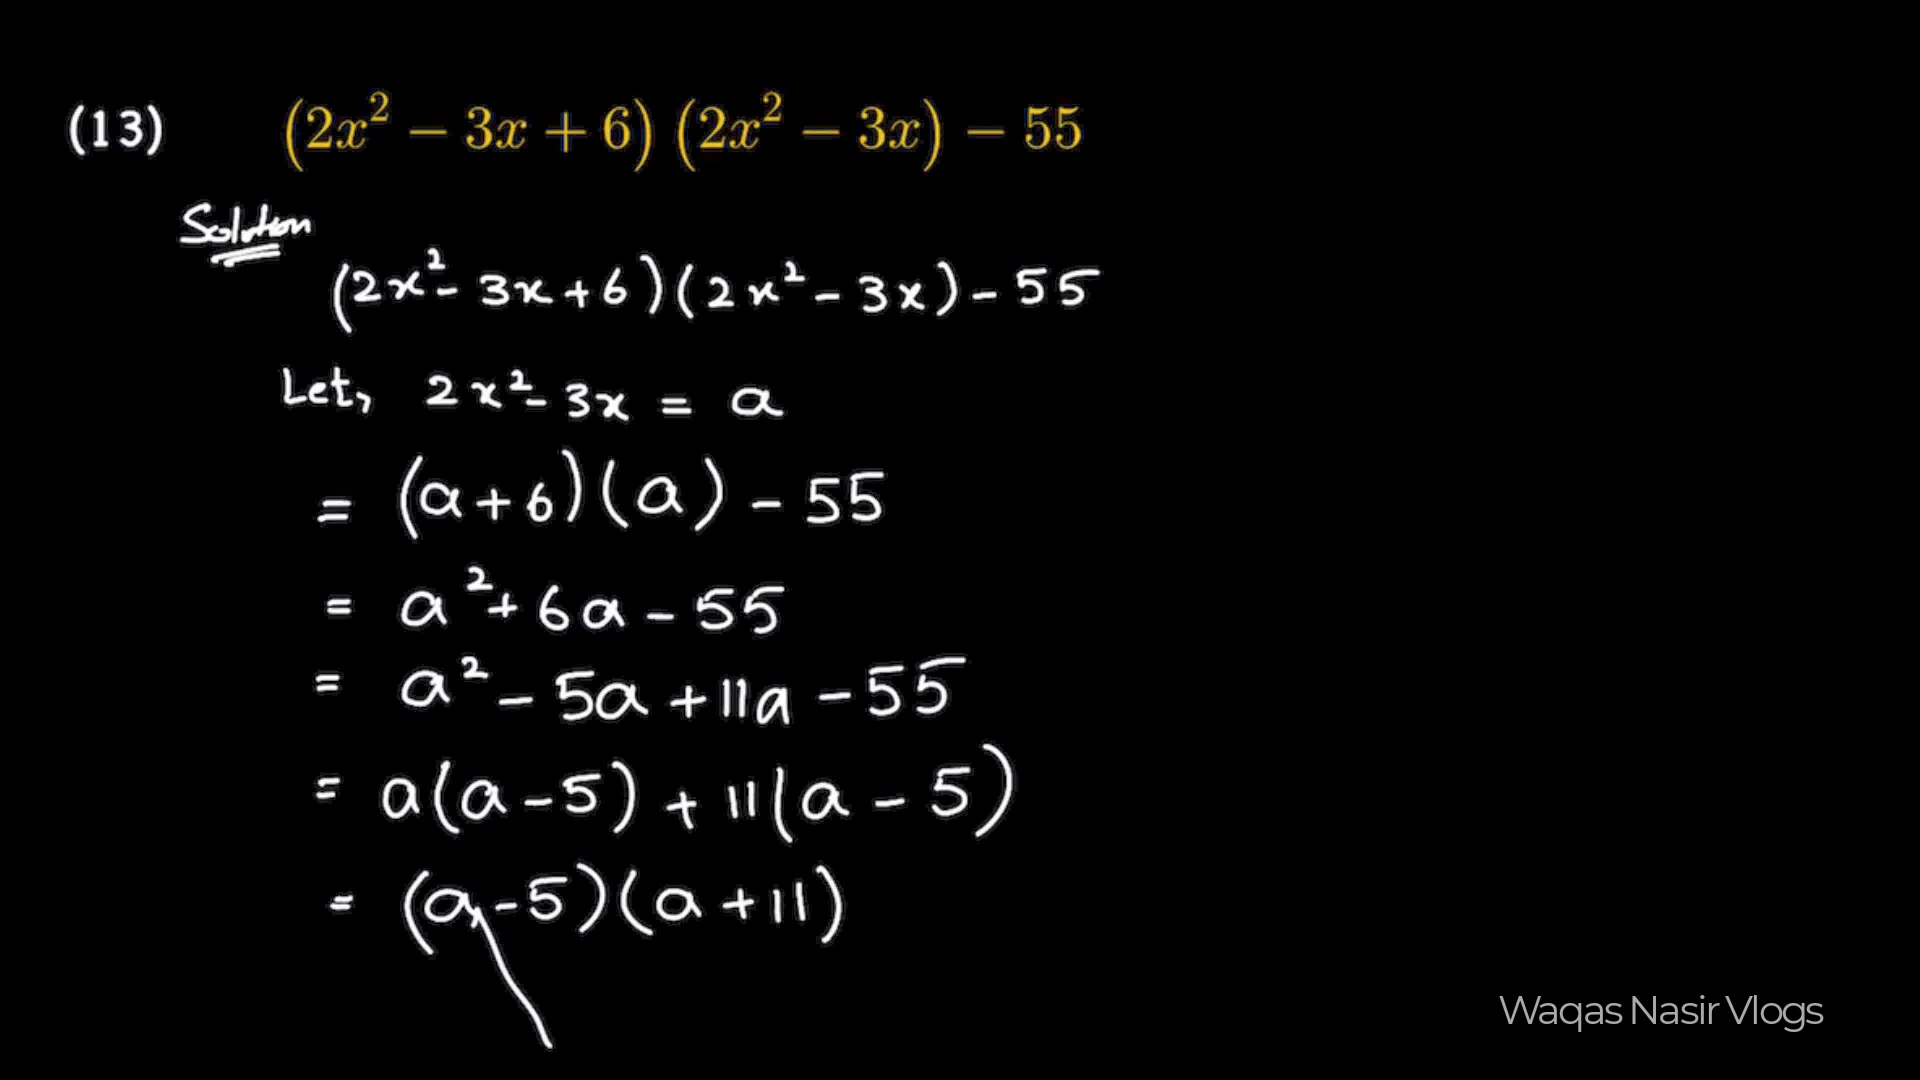 (13) (2x² − 3x + 6) (2x² − 3x) − 55
Solution
(2x² - 3x + 6)(2x² - 3x) - 55
Let, 2x² - 3x = a
= (a + 6)(a) - 55
= a² + 6a - 55
= a² - 5a + 11a - 55
= a(a - 5) + 11(a - 5)
= (a - 5)(a + 11)
Waqas Nasir Vlogs